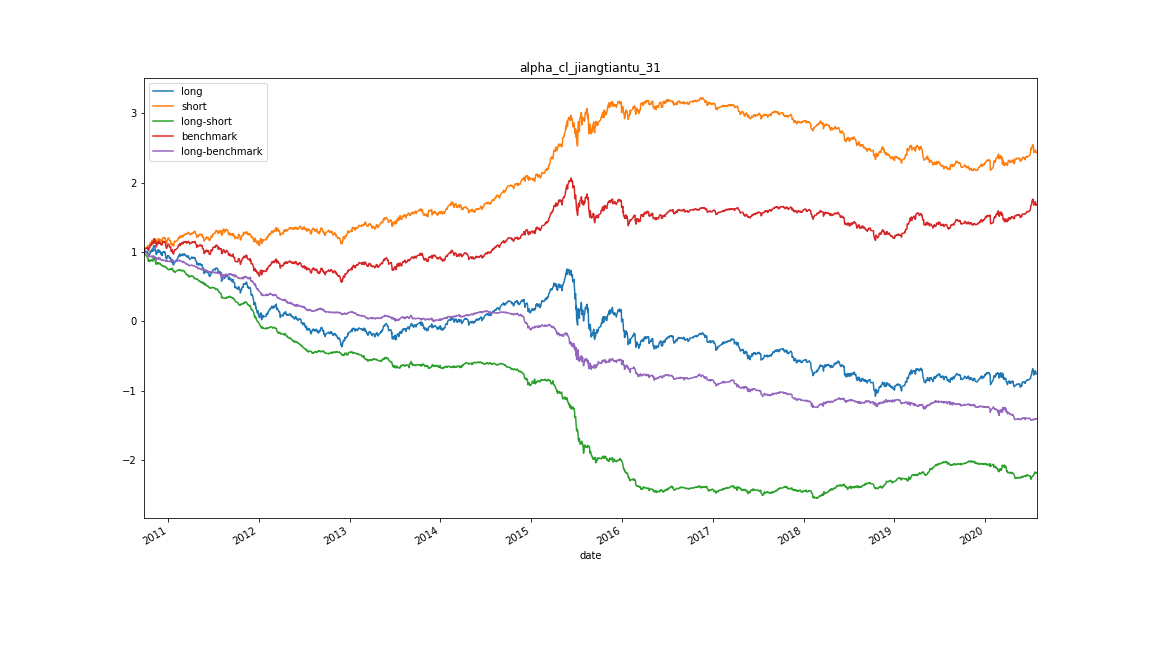 alpha_cl_jiangtiantu_31
long
short
long-short
benchmark
long-benchmark
3
2
1
0
−1
−2
2011
2012
2013
2014
2015
2016
2017
2018
2019
2020
date